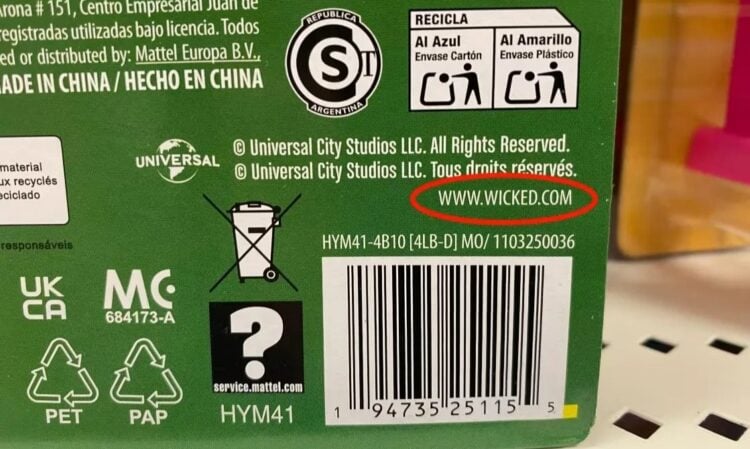 Arona # 151, Centro Empresarial Juan de
registradas utilizadas bajo licencia. Todos
ed or distributed by: Mattel Europa B.V.,
MADE IN CHINA / HECHO EN CHINA
REPUBLICA
S
ARGENTINA
RECICLA
Al Azul
Envase Cartón
Al Amarillo
Envase Plástico
material
ux recyclés
eciclado
responsáveis
UNIVERSAL
© Universal City Studios LLC. All Rights Reserved.
© Universal City Studios LLC. Tous droits réservés.
WWW.WICKED.COM
HYM41-4B10 [4LB-D] MO/ 1103250036
UK
CA
MC
684173-A
?
service.mattel.com
PET
PAP
HYM41
1 94735 25115 5